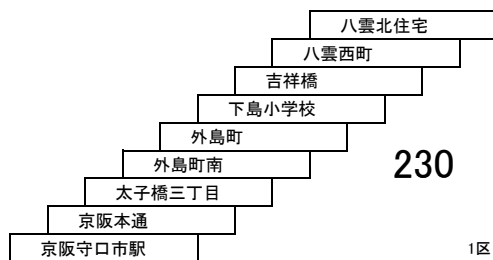 八雲北住宅
八雲西町
吉祥橋
下島小学校
外島町
外島町南
230
太子橋三丁目
京阪本通
京阪守口市駅
1区